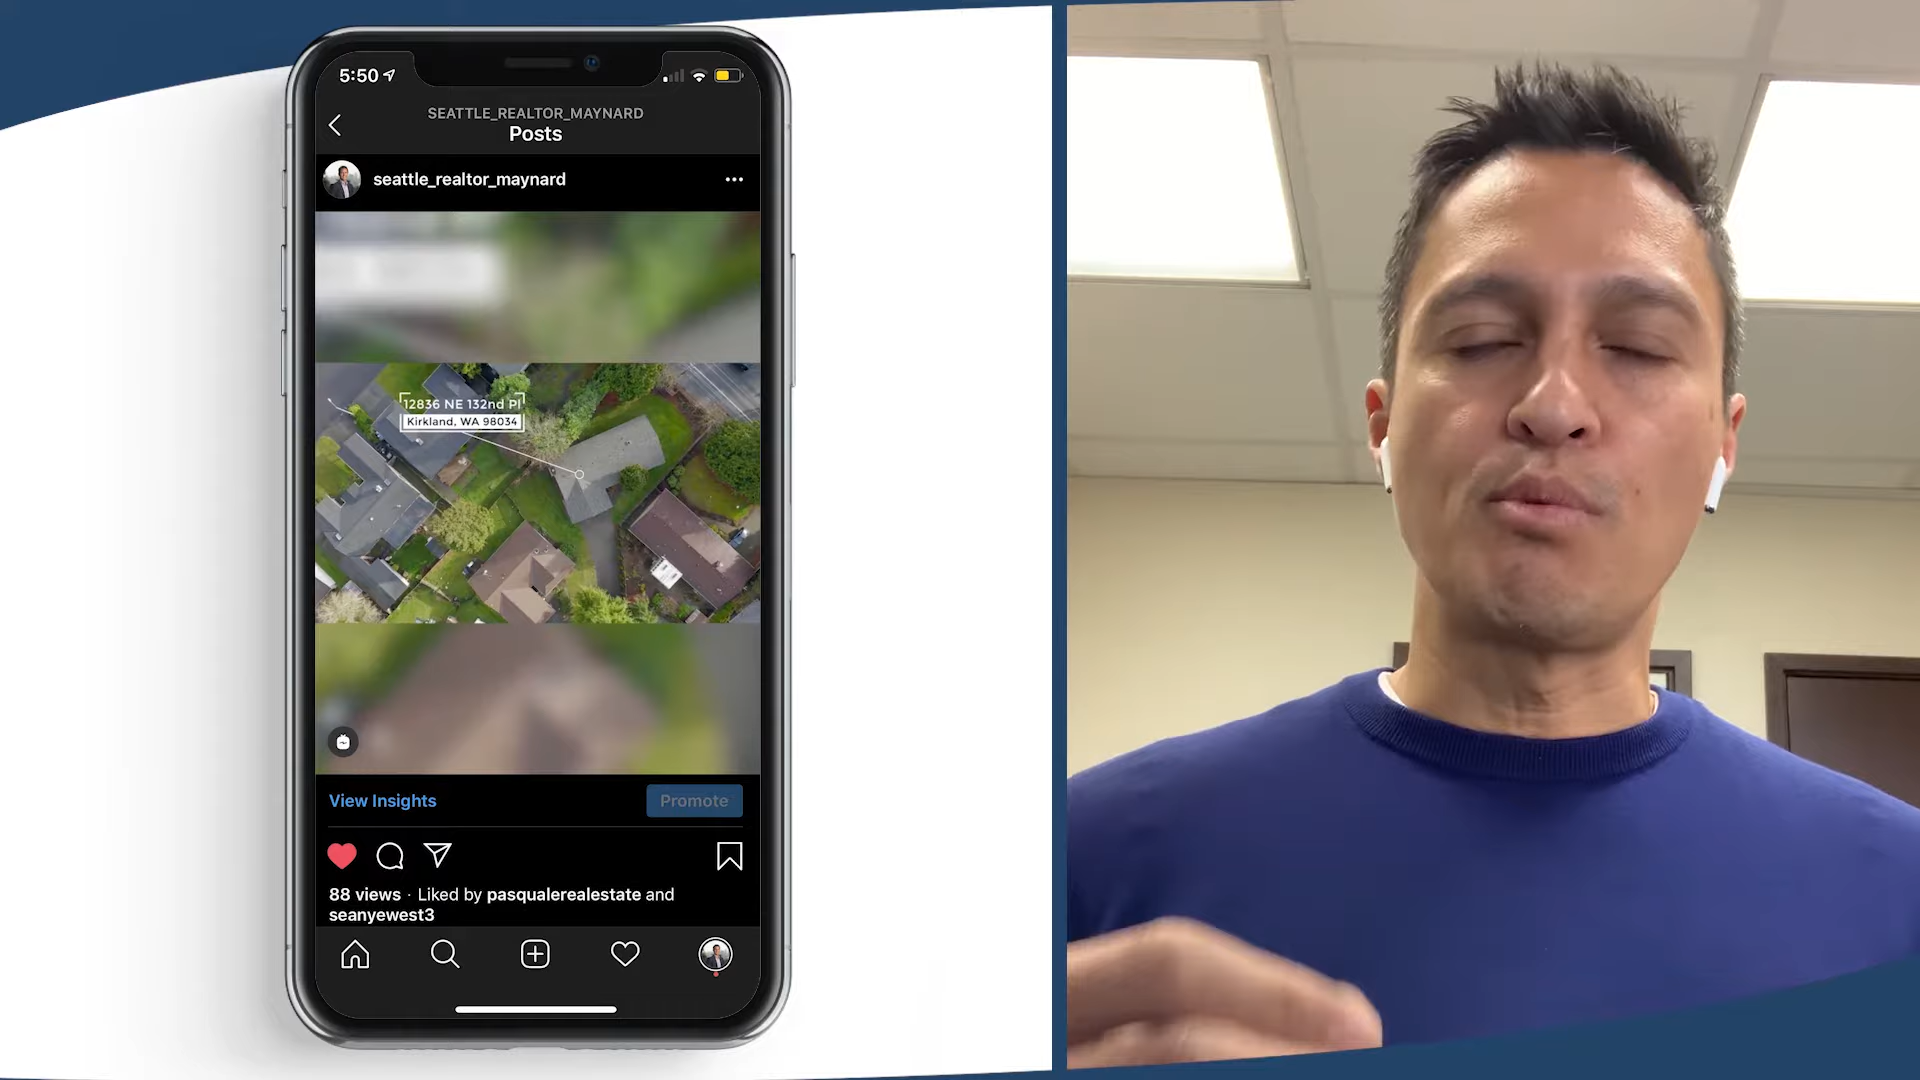 5:50
SEATTLE_REALTOR_MAYNARD
Posts
seattle_realtor_maynard
12836 NE 132nd Pl
Kirkland, WA 98034
View Insights
Promote
88 views · Liked by pasqualerealestate and
seanyewest3